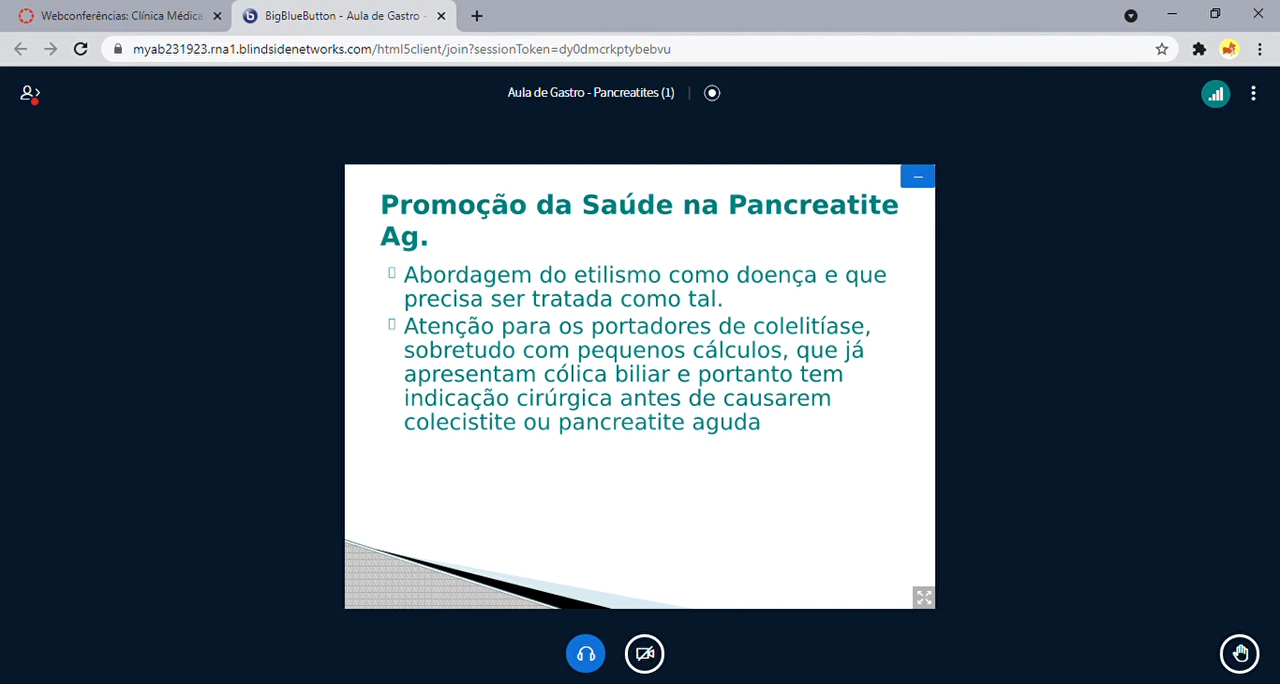 Webconferências: Clínica Médica
BigBlueButton - Aula de Gastro -
myab231923.rna1.blindsidenetworks.com/html5client/join?sessionToken=dy0dmcrkptybebvu
Aula de Gastro - Pancreatites (1)
Promoção da Saúde na Pancreatite
Ag.
Abordagem do etilismo como doença e que
precisa ser tratada como tal.
Atenção para os portadores de colelitíase,
sobretudo com pequenos cálculos, que já
apresentam cólica biliar e portanto tem
indicação cirúrgica antes de causarem
colecistite ou pancreatite aguda